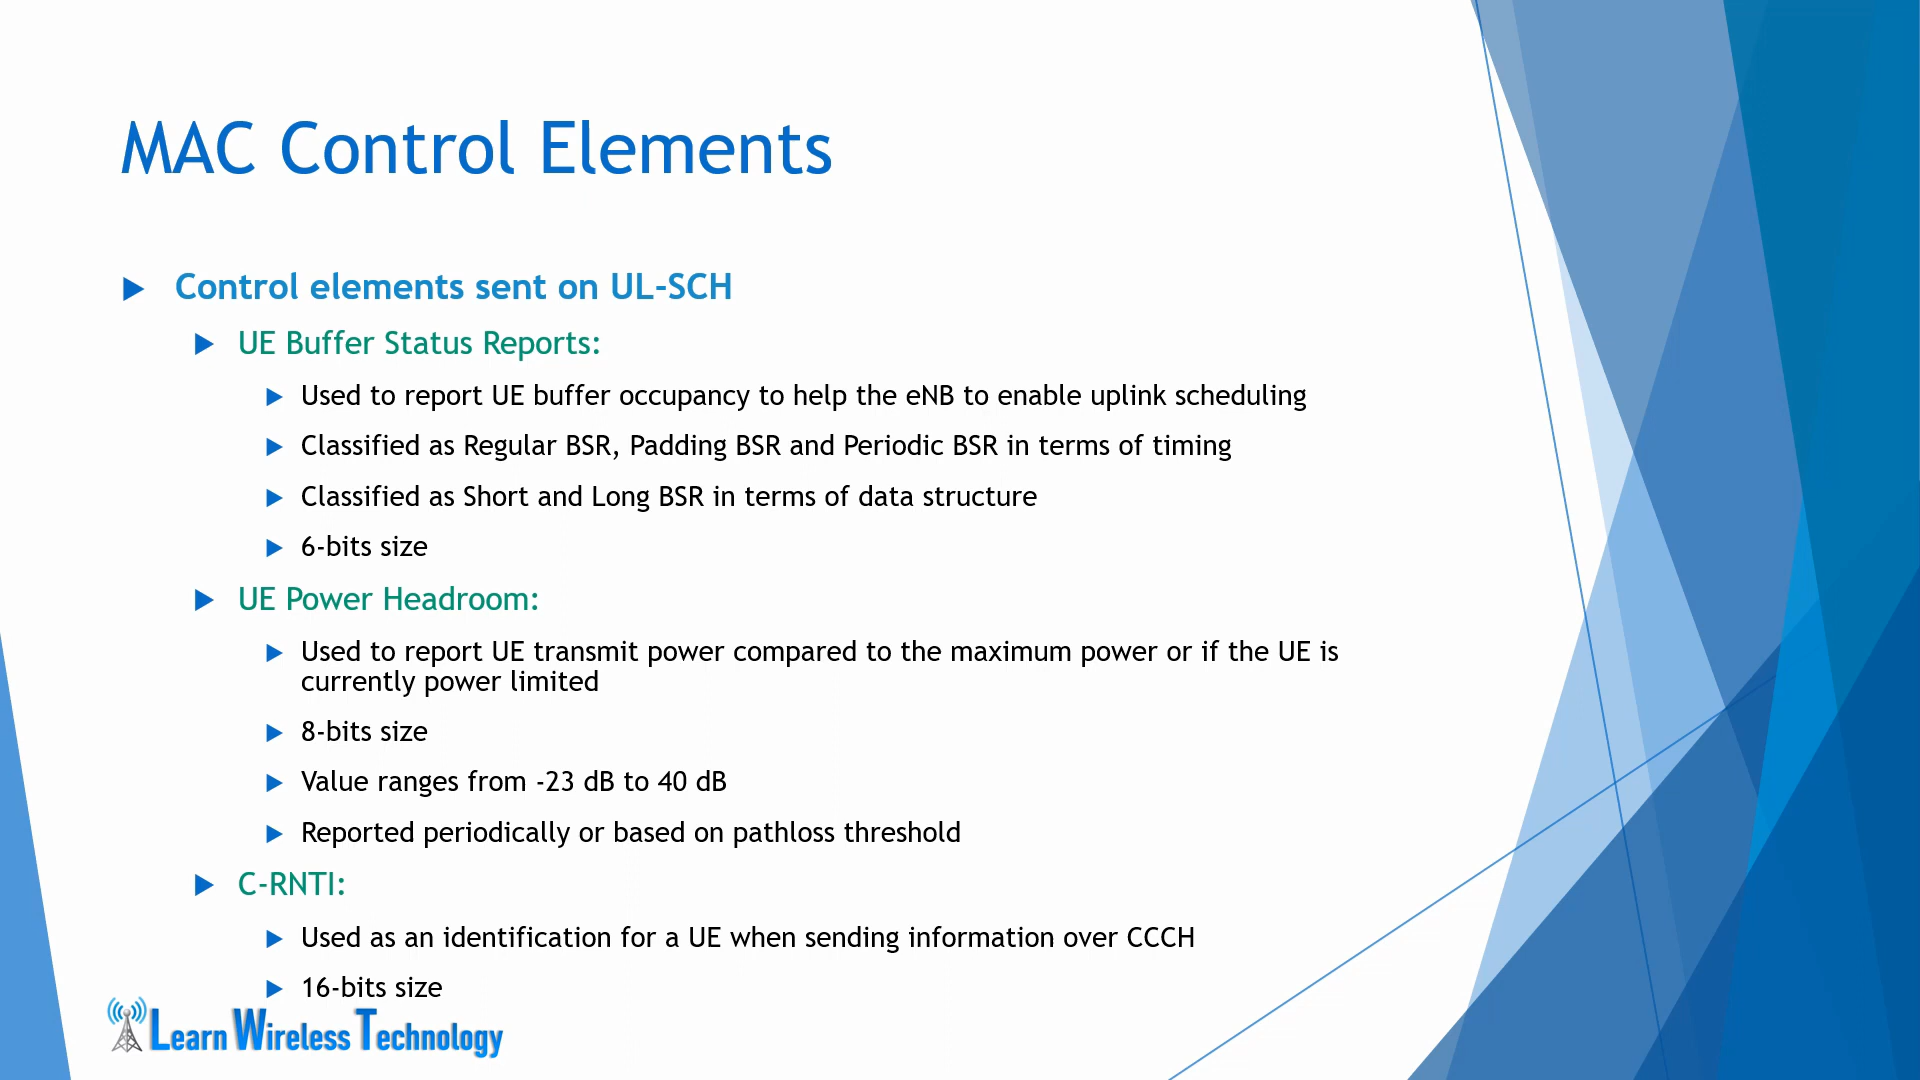 MAC Control Elements
Control elements sent on UL-SCH
UE Buffer Status Reports:
Used to report UE buffer occupancy to help the eNB to enable uplink scheduling
Classified as Regular BSR, Padding BSR and Periodic BSR in terms of timing
Classified as Short and Long BSR in terms of data structure
6-bits size
UE Power Headroom:
Used to report UE transmit power compared to the maximum power or if the UE is
currently power limited
8-bits size
Value ranges from -23 dB to 40 dB
Reported periodically or based on pathloss threshold
C-RNTI:
Used as an identification for a UE when sending information over CCCH
16-bits size
Learn Wireless Technology